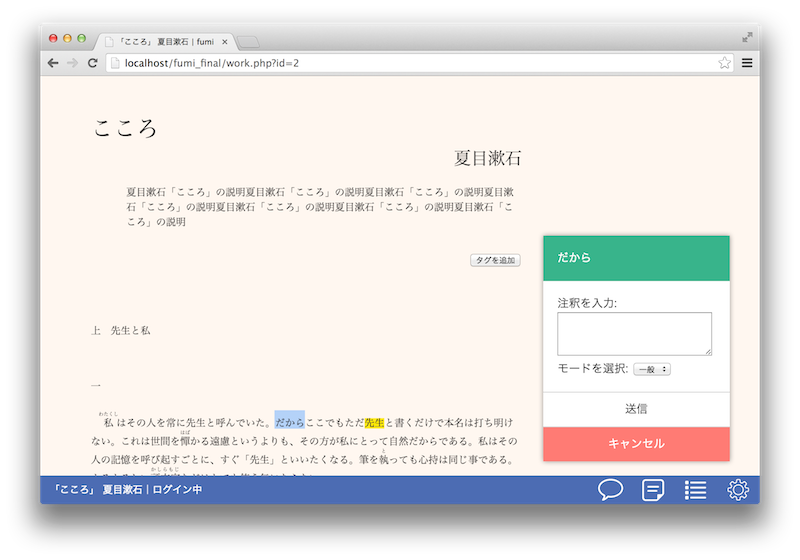 「こころ」 夏目漱石 | fumi
localhost/fumi_final/work.php?id=2
こころ
夏目漱石
夏目漱石「こころ」の説明夏目漱石「こころ」の説明夏目漱石「こころ」の説明夏目漱
石「こころ」の説明夏目漱石「こころ」の説明夏目漱石「こころ」の説明夏目漱石「こ
ころ」の説明
タグを追加
上 先生と私
一
わたくし
私はその人を常に先生と呼んでいた。だからここでもただ先生と書くだけで本名は打ち明け
はば
ない。これは世間を憚かる遠慮というよりも、その方が私にとって自然だからである。私はその
と
人の記憶を呼び起すごとに、すぐ「先生」といいたくなる。筆を執っても心持は同じ事である。
かしらもじ
だから
注釈を入力:
モードを選択: 一般
送信
キャンセル
「こころ」 夏目漱石 | ログイン中